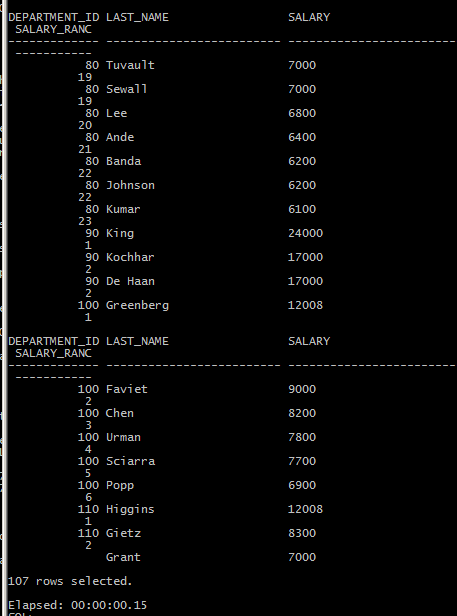 DEPARTMENT_ID LAST_NAME SALARY
SALARY_RANC
------------- ------------------------- ------------------------
-----------
80 Tuvault 7000
19
80 Sewall 7000
19
80 Lee 6800
20
80 Ande 6400
21
80 Banda 6200
22
80 Johnson 6200
22
80 Kumar 6100
23
90 King 24000
1
90 Kochhar 17000
2
90 De Haan 17000
2
100 Greenberg 12008
1
DEPARTMENT_ID LAST_NAME SALARY
SALARY_RANC
------------- ------------------------- ------------------------
-----------
100 Faviet 9000
2
100 Chen 8200
3
100 Urman 7800
4
100 Sciarra 7700
5
100 Popp 6900
6
110 Higgins 12008
1
110 Gietz 8300
2
Grant 7000
107 rows selected.
Elapsed: 00:00:00.15